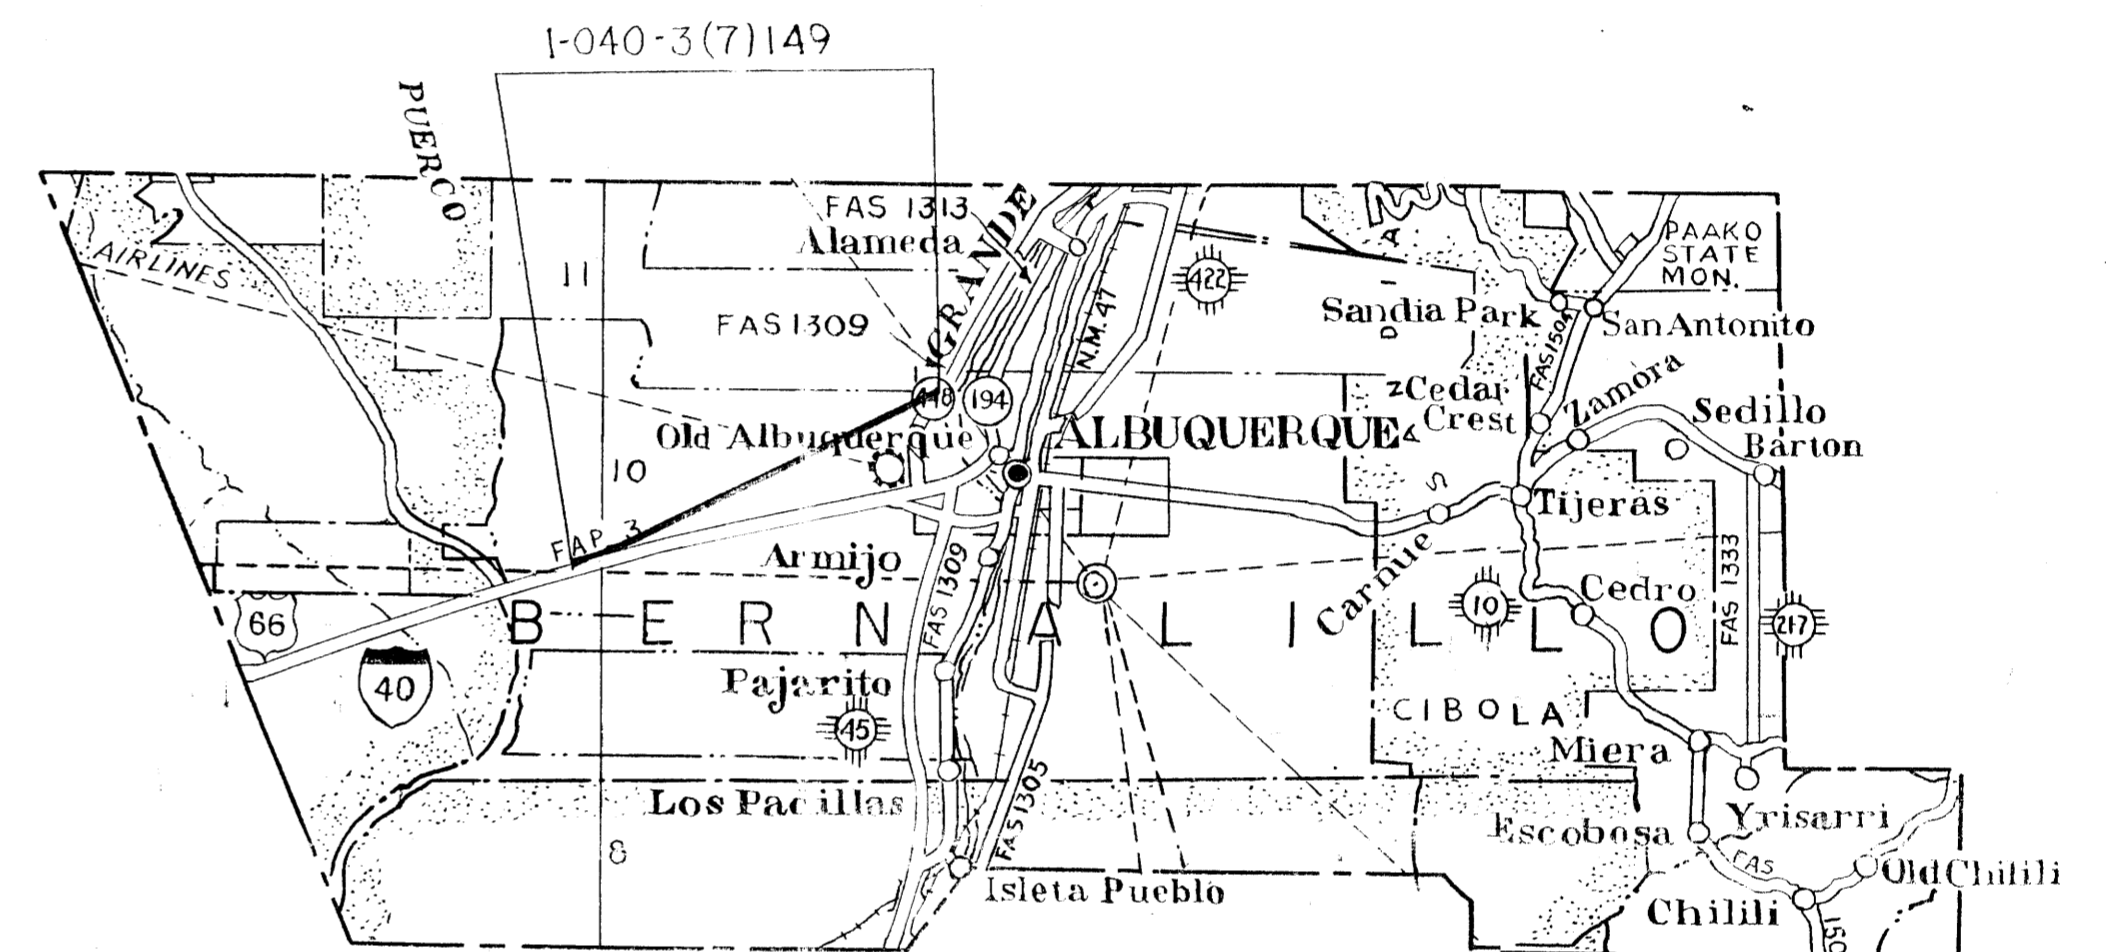 I-040-3(7)149
PUERCO
FAS 1313
Alameda
GRANDE
AIRLINES
11
FAS 1309
N.M. 47
422
PAAKO
STATE
MON.
Sandia Park
San Antonito
FAS 1504
448
194
Cedar
Crest
Zamora
Sedillo
Barton
Old Albuquerque
ALBUQUERQUE
10
Tijeras
FAP 3
Armijo
FAS 1309
Carnue
Cedro
10
FAS 1333
217
66
40
BERNALILLO
Pajarito
45
CIBOLA
Miera
Los Padillas
FAS 1305
Yrisarri
Escobosa
8
FAS
Old Chilili
Isleta Pueblo
Chilili